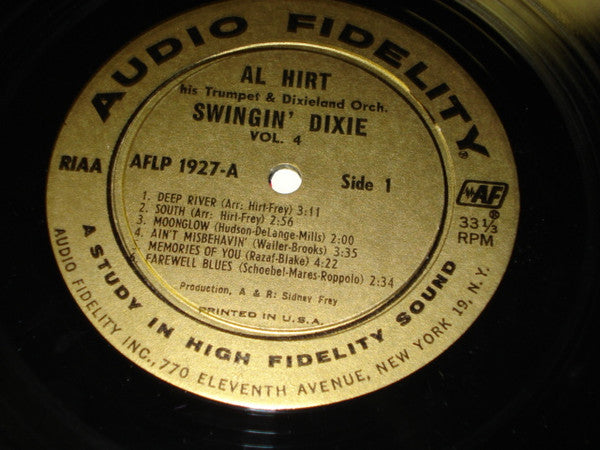 AUDIO FIDELITY®
AL HIRT
his Trumpet & Dixieland Orch.
SWINGIN' DIXIE
VOL. 4
RIAA
AFLP 1927-A
Side 1
AF®
33 1/3
RPM
1. DEEP RIVER (Arr: Hirt-Frey) 3:11
2. SOUTH (Arr: Hirt-Frey) 2:56
3. MOONGLOW (Hudson-DeLange-Mills) 2:00
4. AIN'T MISBEHAVIN' (Waller-Brooks) 3:35
5. MEMORIES OF YOU (Razaf-Blake) 4:22
6. FAREWELL BLUES (Schoebel-Mares-Roppolo) 2:34
Production, A & R: Sidney Frey
PRINTED IN U.S.A.
A STUDY IN HIGH FIDELITY SOUND
AUDIO FIDELITY INC., 770 ELEVENTH AVENUE, NEW YORK 19, N.Y.